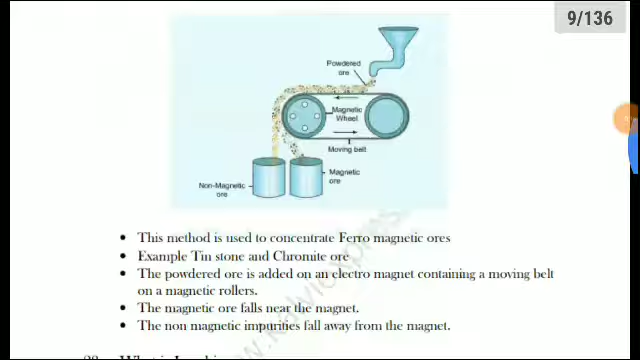 9/136
Powdered
ore
Magnetic
Wheel
Moving belt
Magnetic
ore
Non-Magnetic
ore
• This method is used to concentrate Ferro magnetic ores
• Example Tin stone and Chromite ore
• The powdered ore is added on an electro magnet containing a moving belt
on a magnetic rollers.
• The magnetic ore falls near the magnet.
• The non magnetic impurities fall away from the magnet.